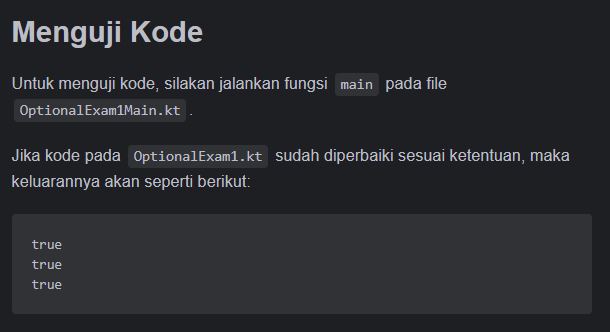 Menguji Kode
Untuk menguji kode, silakan jalankan fungsi main pada file
OptionalExam1Main.kt.
Jika kode pada OptionalExam1.kt sudah diperbaiki sesuai ketentuan, maka
keluarannya akan seperti berikut:
true
true
true